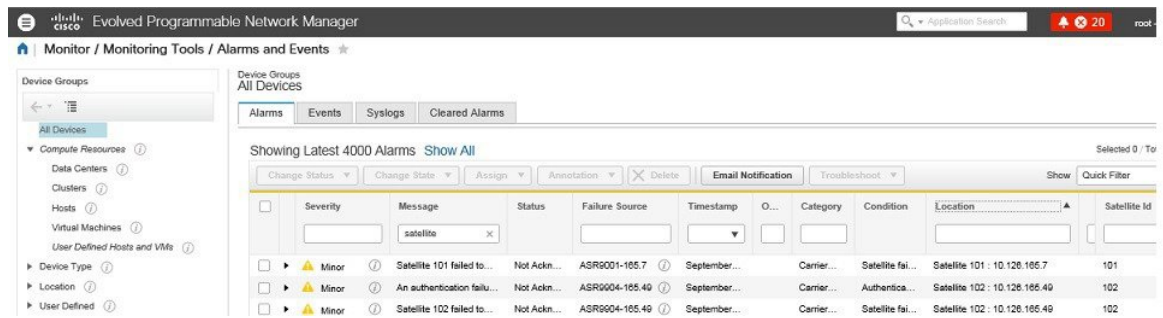 cisco Evolved Programmable Network Manager Application Search 20 root-
Monitor / Monitoring Tools / Alarms and Events
Device Groups
All Devices
Compute Resources
Data Centers
Clusters
Hosts
Virtual Machines
User Defined Hosts and VMs
Device Type
Location
User Defined
Device Groups
All Devices
Alarms Events Syslogs Cleared Alarms
Showing Latest 4000 Alarms Show All Selected 0 / To
Change Status Change State Assign Annotation Delete Email Notification Troubleshoot Show Quick Filter
Severity Message Status Failure Source Timestamp O... Category Condition Location Satellite Id
satellite
Minor Satellite 101 failed to... Not Ackn... ASR9001-165.7 September... Carrier... Satellite fai... Satellite 101 : 10.126.165.7 101
Minor An authentication failu... Not Ackn... ASR9904-165.49 September... Carrier... Authentica... Satellite 102 : 10.126.165.49 102
Minor Satellite 102 failed to... Not Ackn... ASR9904-165.49 September... Carrier... Satellite fai... Satellite 102 : 10.126.165.49 102